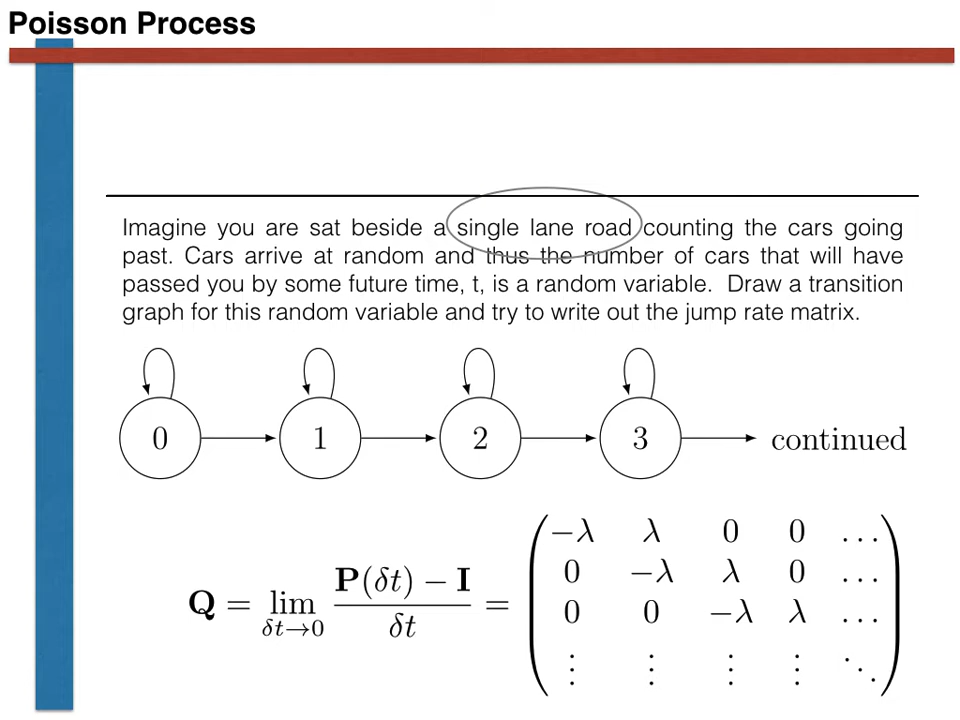 Poisson Process
Imagine you are sat beside a single lane road counting the cars going
past. Cars arrive at random and thus the number of cars that will have
passed you by some future time, t, is a random variable. Draw a transition
graph for this random variable and try to write out the jump rate matrix.
0 1 2 3 continued
Q = lim δt→0 (P(δt) − I) / δt =
−λ λ 0 0 …
0 −λ λ 0 …
0 0 −λ λ …
⋮ ⋮ ⋮ ⋮ ⋱